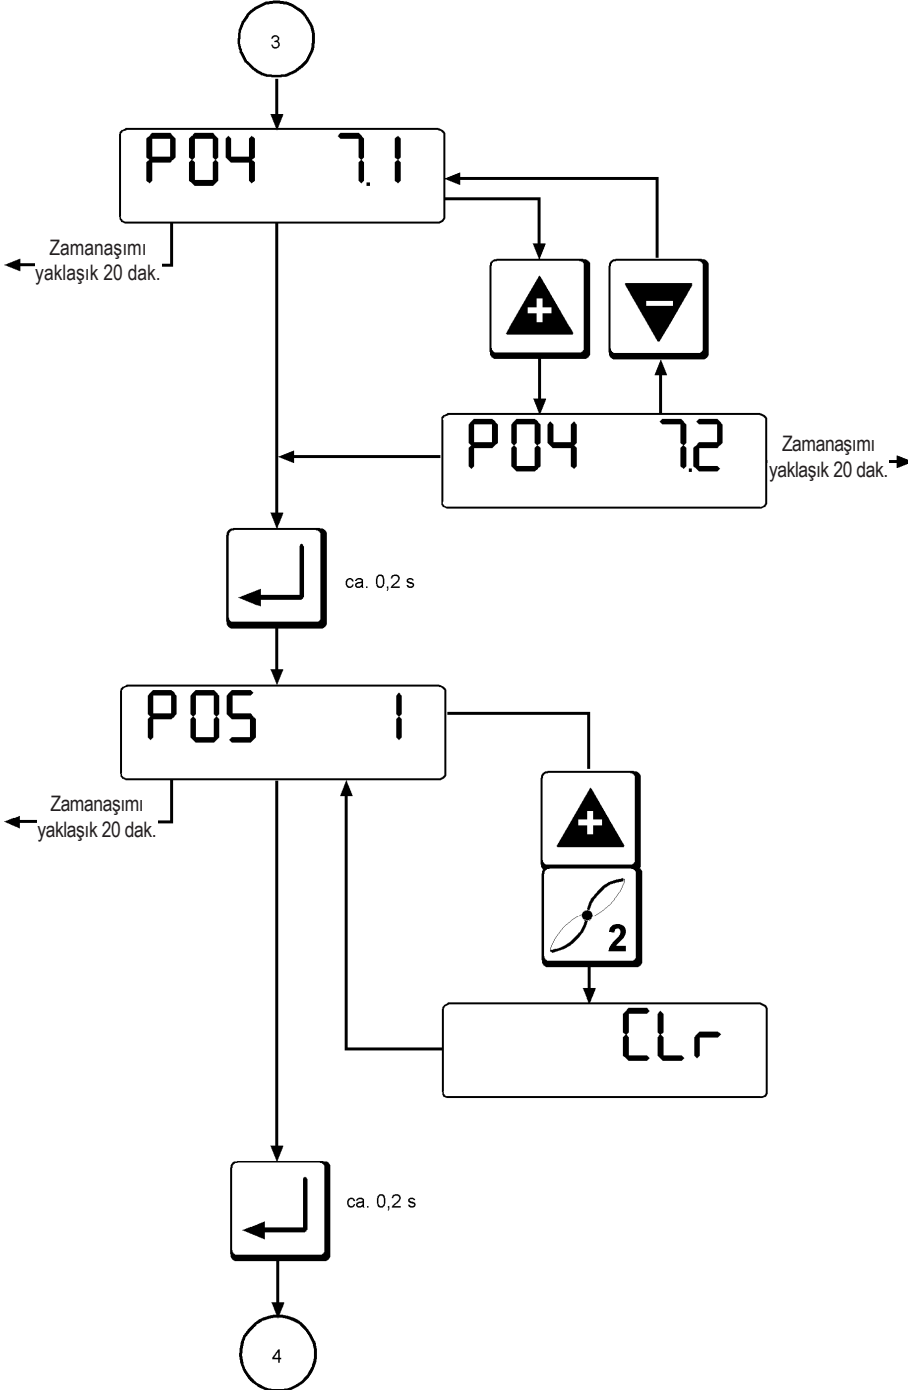 3
P04 7.1
Zamanaşımı
yaklaşık 20 dak.
+
−
P04 7.2
Zamanaşımı
yaklaşık 20 dak.
ca. 0,2 s
P05 1
Zamanaşımı
yaklaşık 20 dak.
+
2
CLr
ca. 0,2 s
4